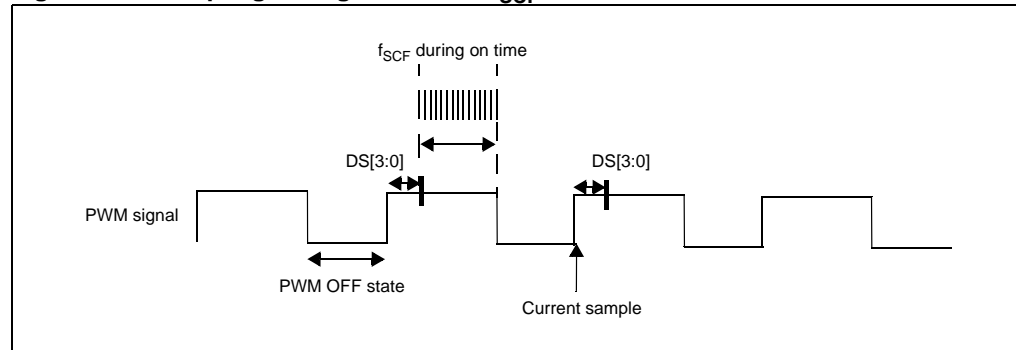 f_SCF during on time
DS[3:0]
DS[3:0]
PWM signal
PWM OFF state
Current sample